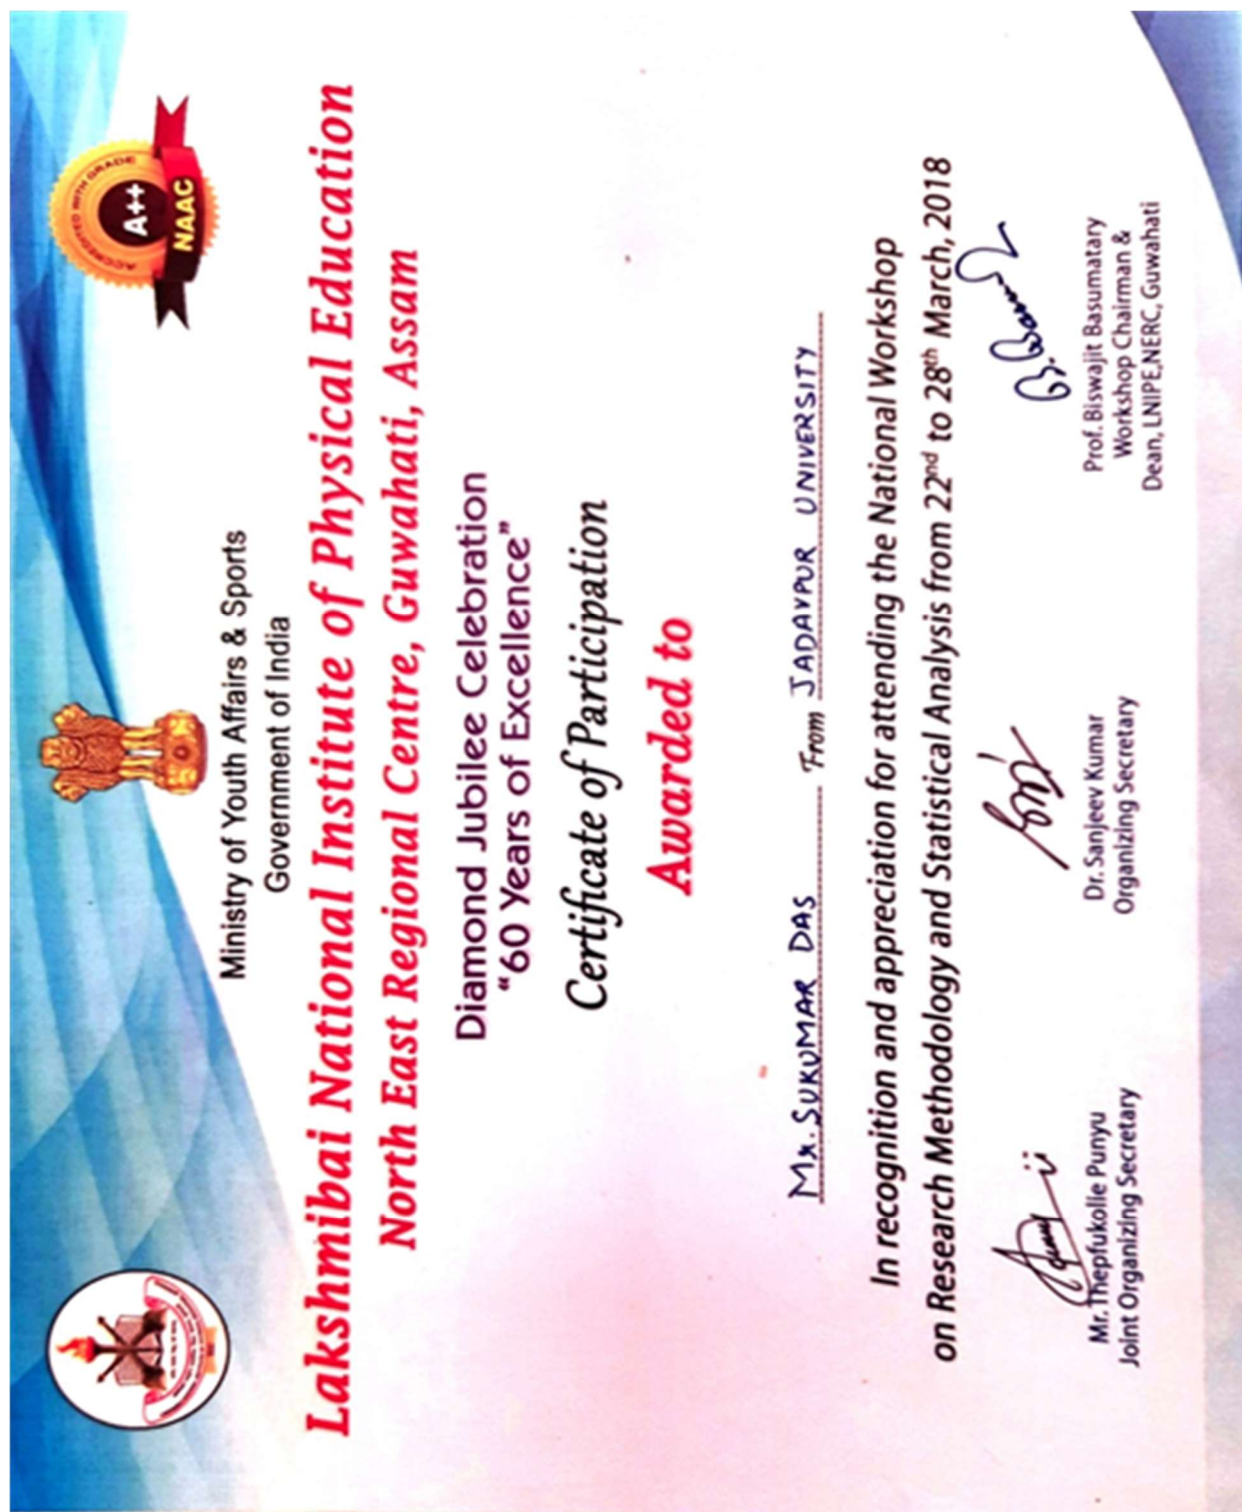 ACCREDITED WITH GRADE
A++
NAAC
Ministry of Youth Affairs & Sports
Government of India
Lakshmibai National Institute of Physical Education
North East Regional Centre, Guwahati, Assam
Diamond Jubilee Celebration
“60 Years of Excellence”
Certificate of Participation
Awarded to
Mr. SUKUMAR DAS From JADAVPUR UNIVERSITY
In recognition and appreciation for attending the National Workshop
on Research Methodology and Statistical Analysis from 22nd to 28th March, 2018
Mr. Thepfukolie Punyu
Joint Organizing Secretary
Dr. Sanjeev Kumar
Organizing Secretary
Prof. Biswajit Basumatary
Workshop Chairman &
Dean, LNIPE,NERC, Guwahati